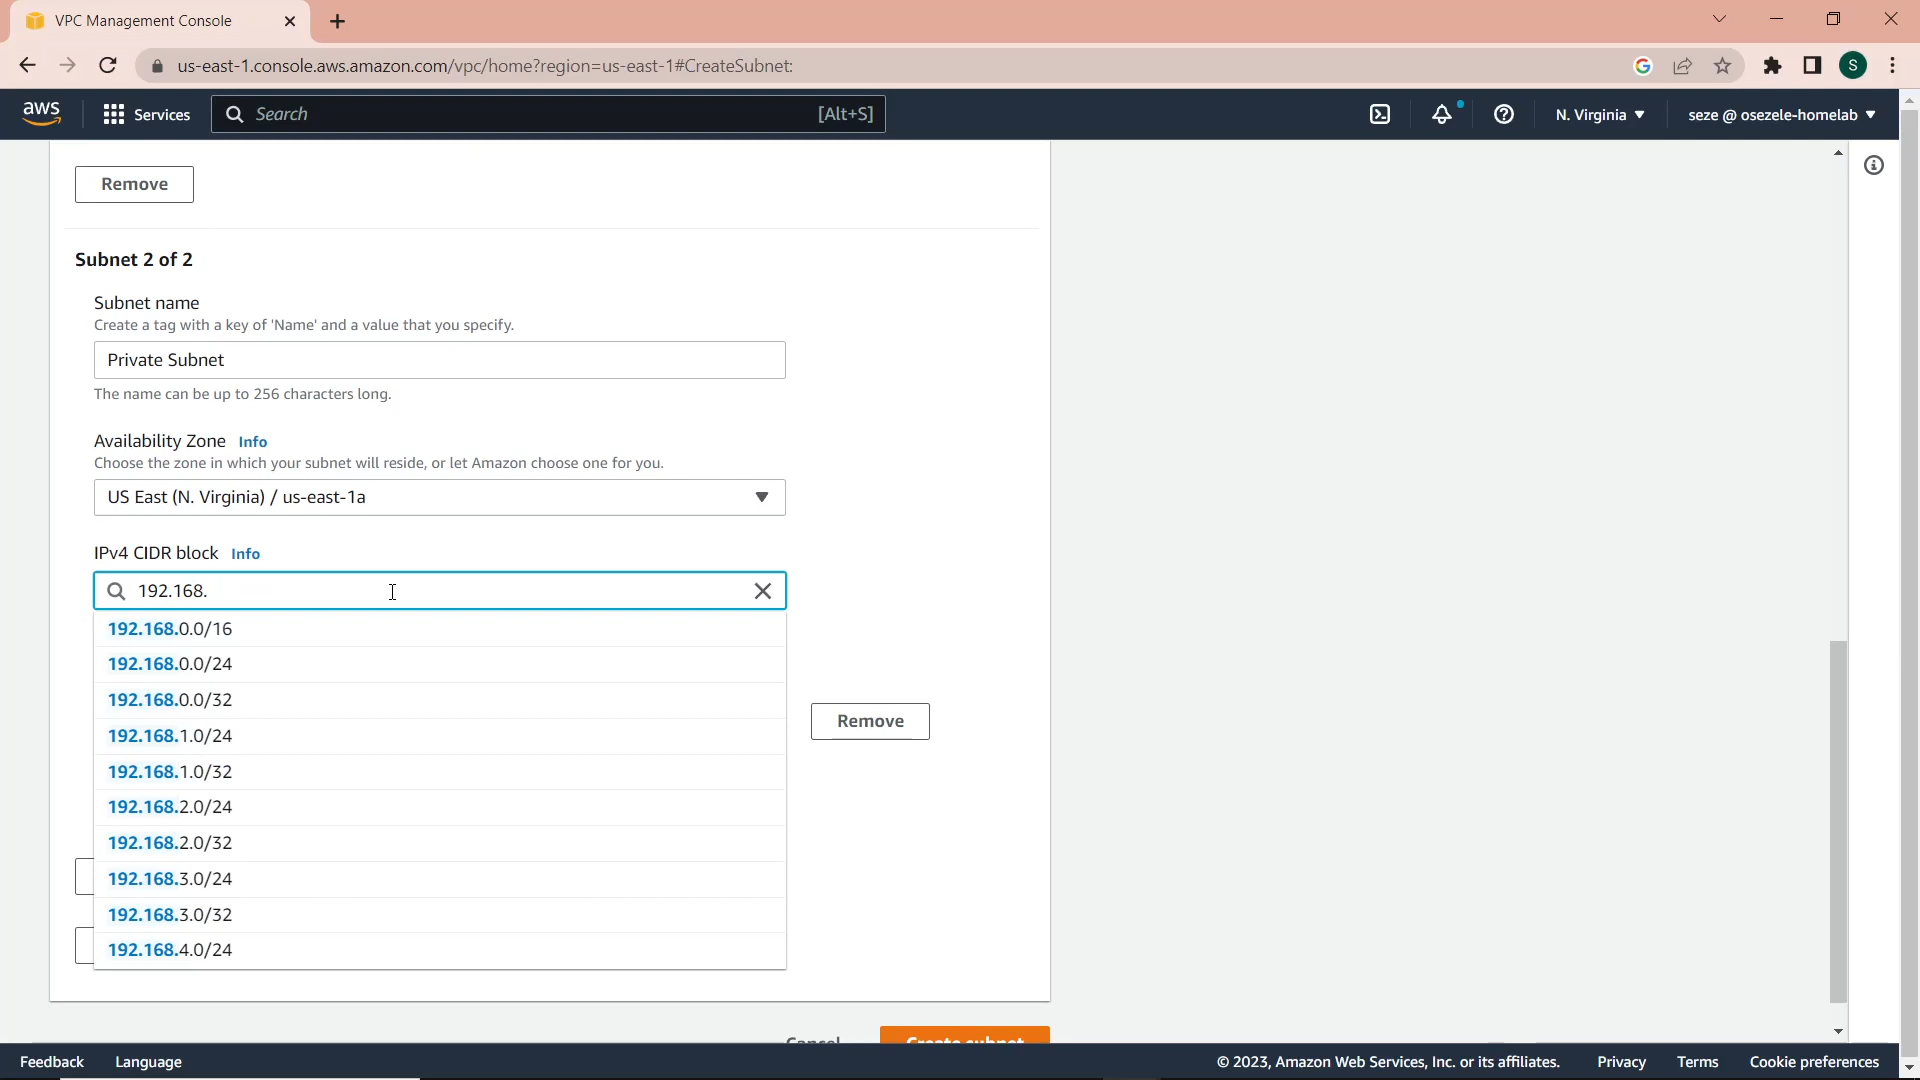 VPC Management Console
us-east-1.console.aws.amazon.com/vpc/home?region=us-east-1#CreateSubnet:
G
S
aws
Services
Search
[Alt+S]
N. Virginia
seze @ osezele-homelab
Remove
Subnet 2 of 2
Subnet name
Create a tag with a key of 'Name' and a value that you specify.
Private Subnet
The name can be up to 256 characters long.
Availability Zone Info
Choose the zone in which your subnet will reside, or let Amazon choose one for you.
US East (N. Virginia) / us-east-1a
IPv4 CIDR block Info
192.168.
192.168.0.0/16
192.168.0.0/24
192.168.0.0/32
Remove
192.168.1.0/24
192.168.1.0/32
192.168.2.0/24
192.168.2.0/32
192.168.3.0/24
192.168.3.0/32
192.168.4.0/24
Cancel
Create subnet
Feedback
Language
© 2023, Amazon Web Services, Inc. or its affiliates.
Privacy
Terms
Cookie preferences